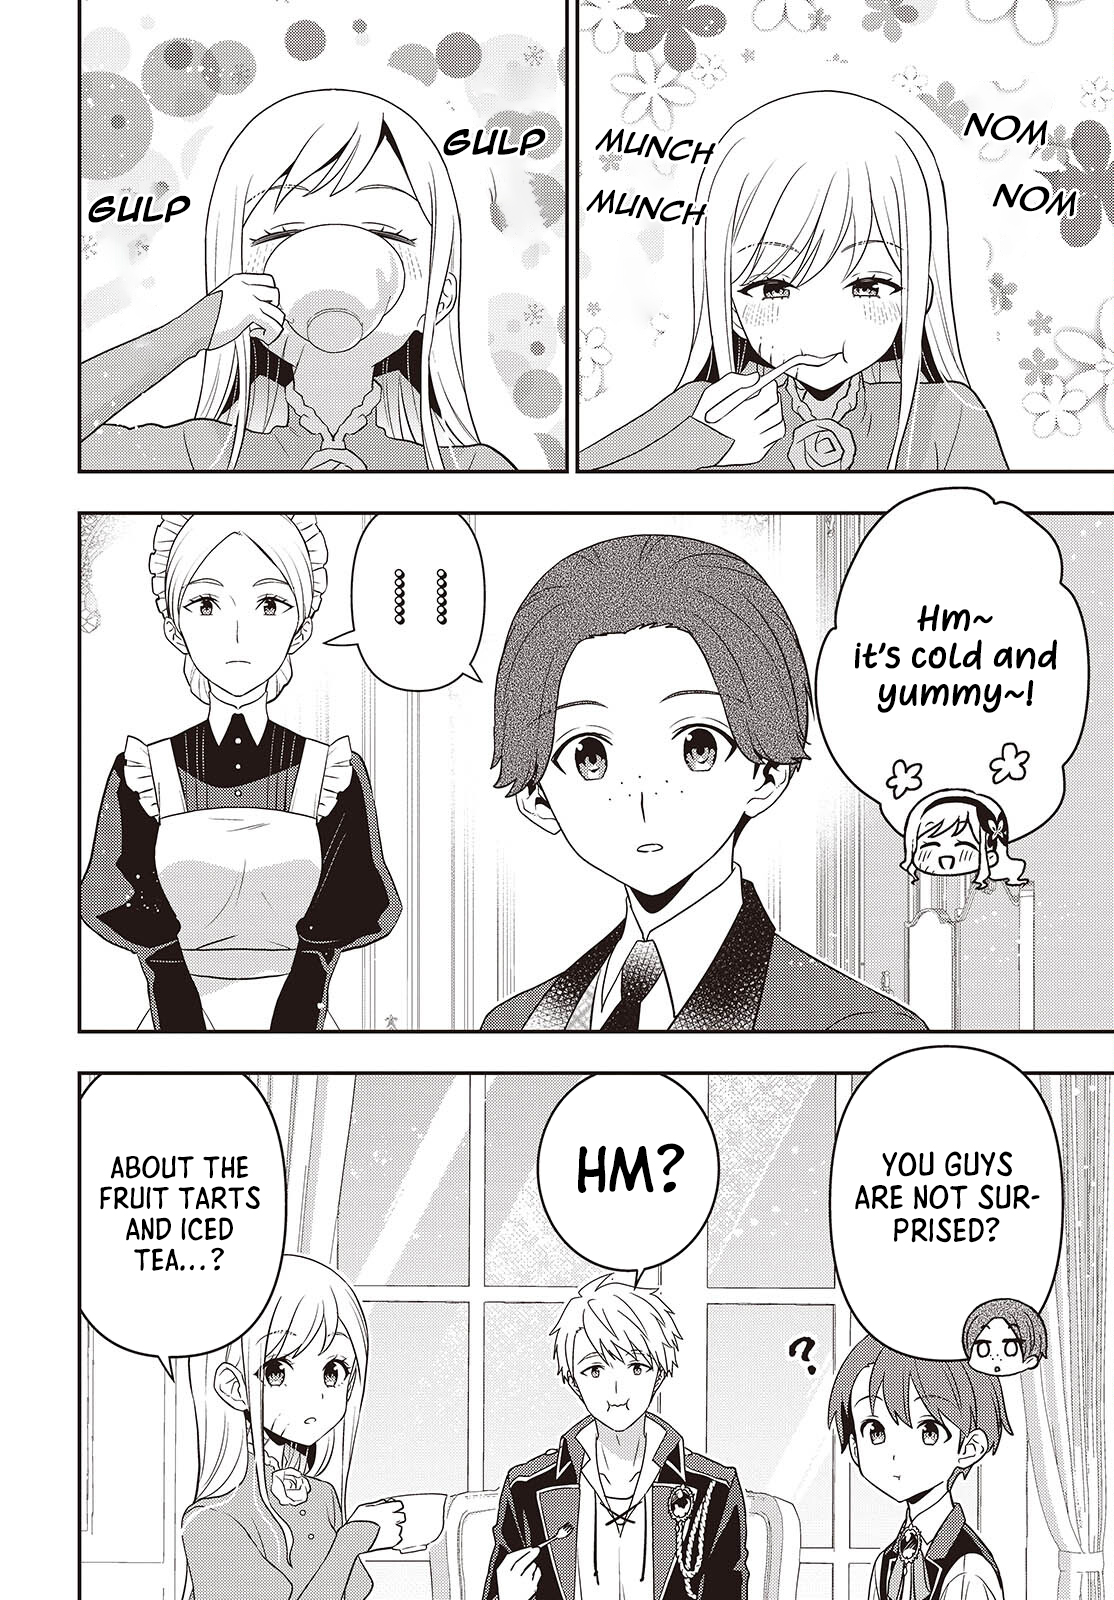 NOM
NOM
MUNCH
MUNCH
GULP
GULP
Hm~
it's cold and
yummy~!
YOU GUYS
ARE NOT SUR-
PRISED?
HM?
?
ABOUT THE
FRUIT TARTS
AND ICED
TEA...?